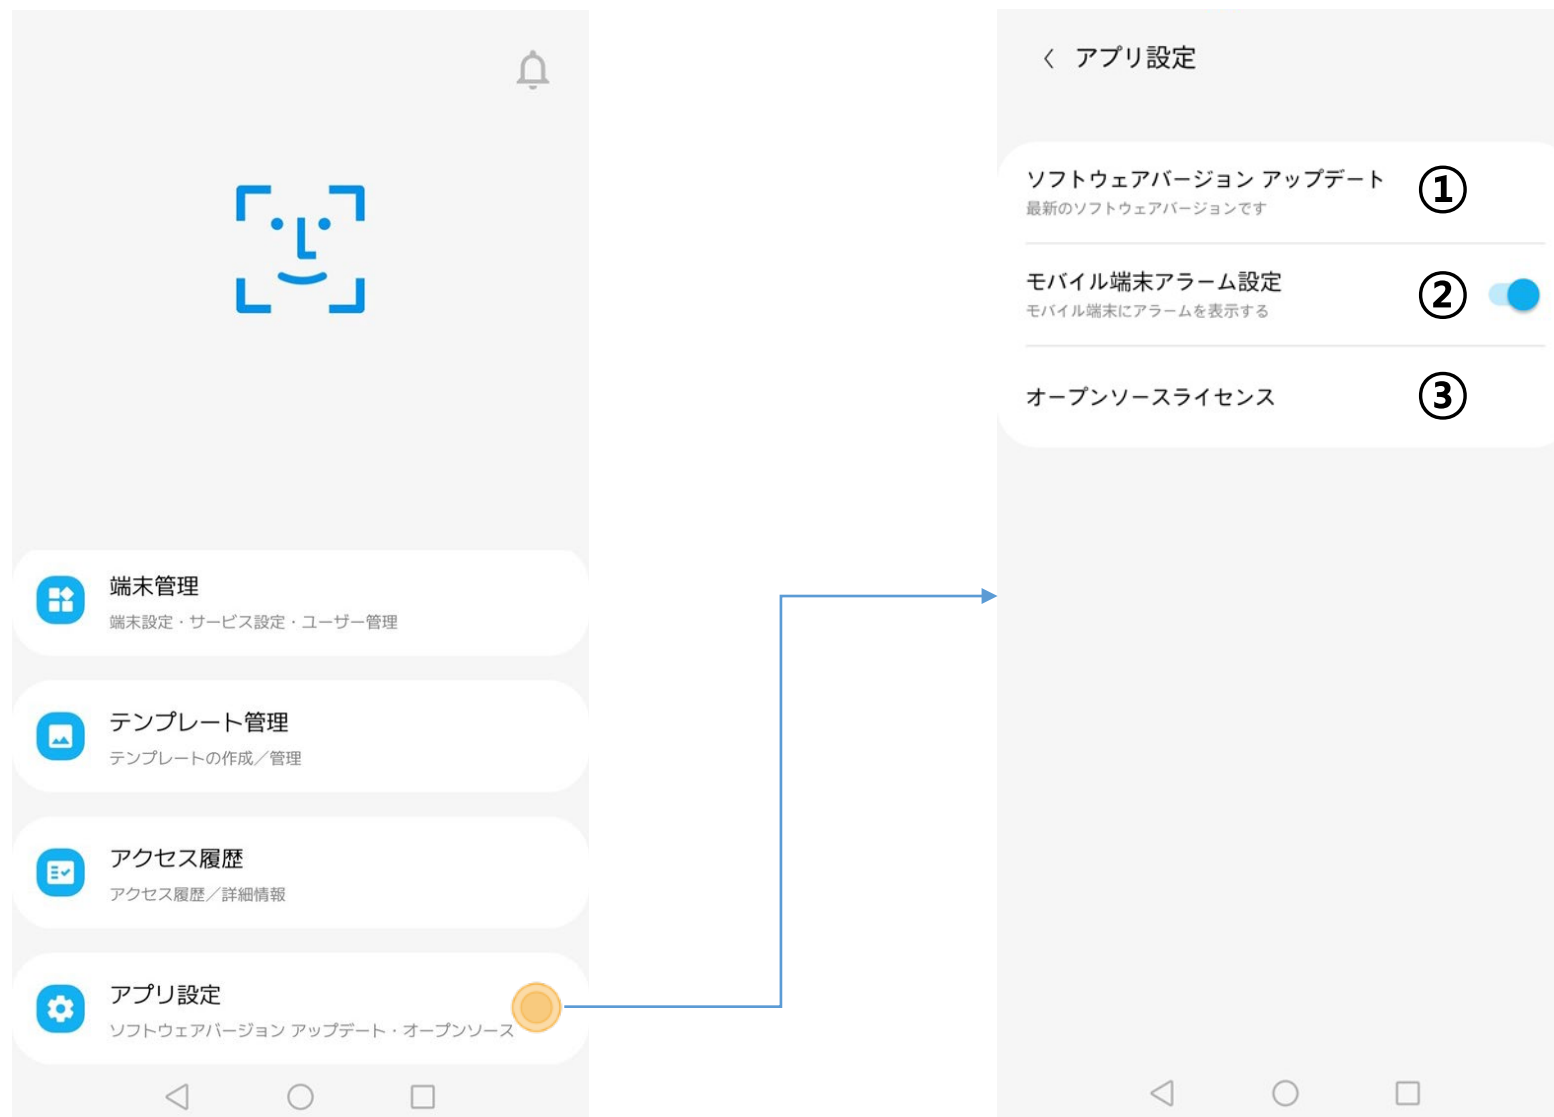 端末管理
端末設定・サービス設定・ユーザー管理
テンプレート管理
テンプレートの作成／管理
アクセス履歴
アクセス履歴／詳細情報
アプリ設定
ソフトウェアバージョン アップデート・オープンソース
アプリ設定
ソフトウェアバージョン アップデート ①
最新のソフトウェアバージョンです
モバイル端末アラーム設定 ②
モバイル端末にアラームを表示する
オープンソースライセンス ③